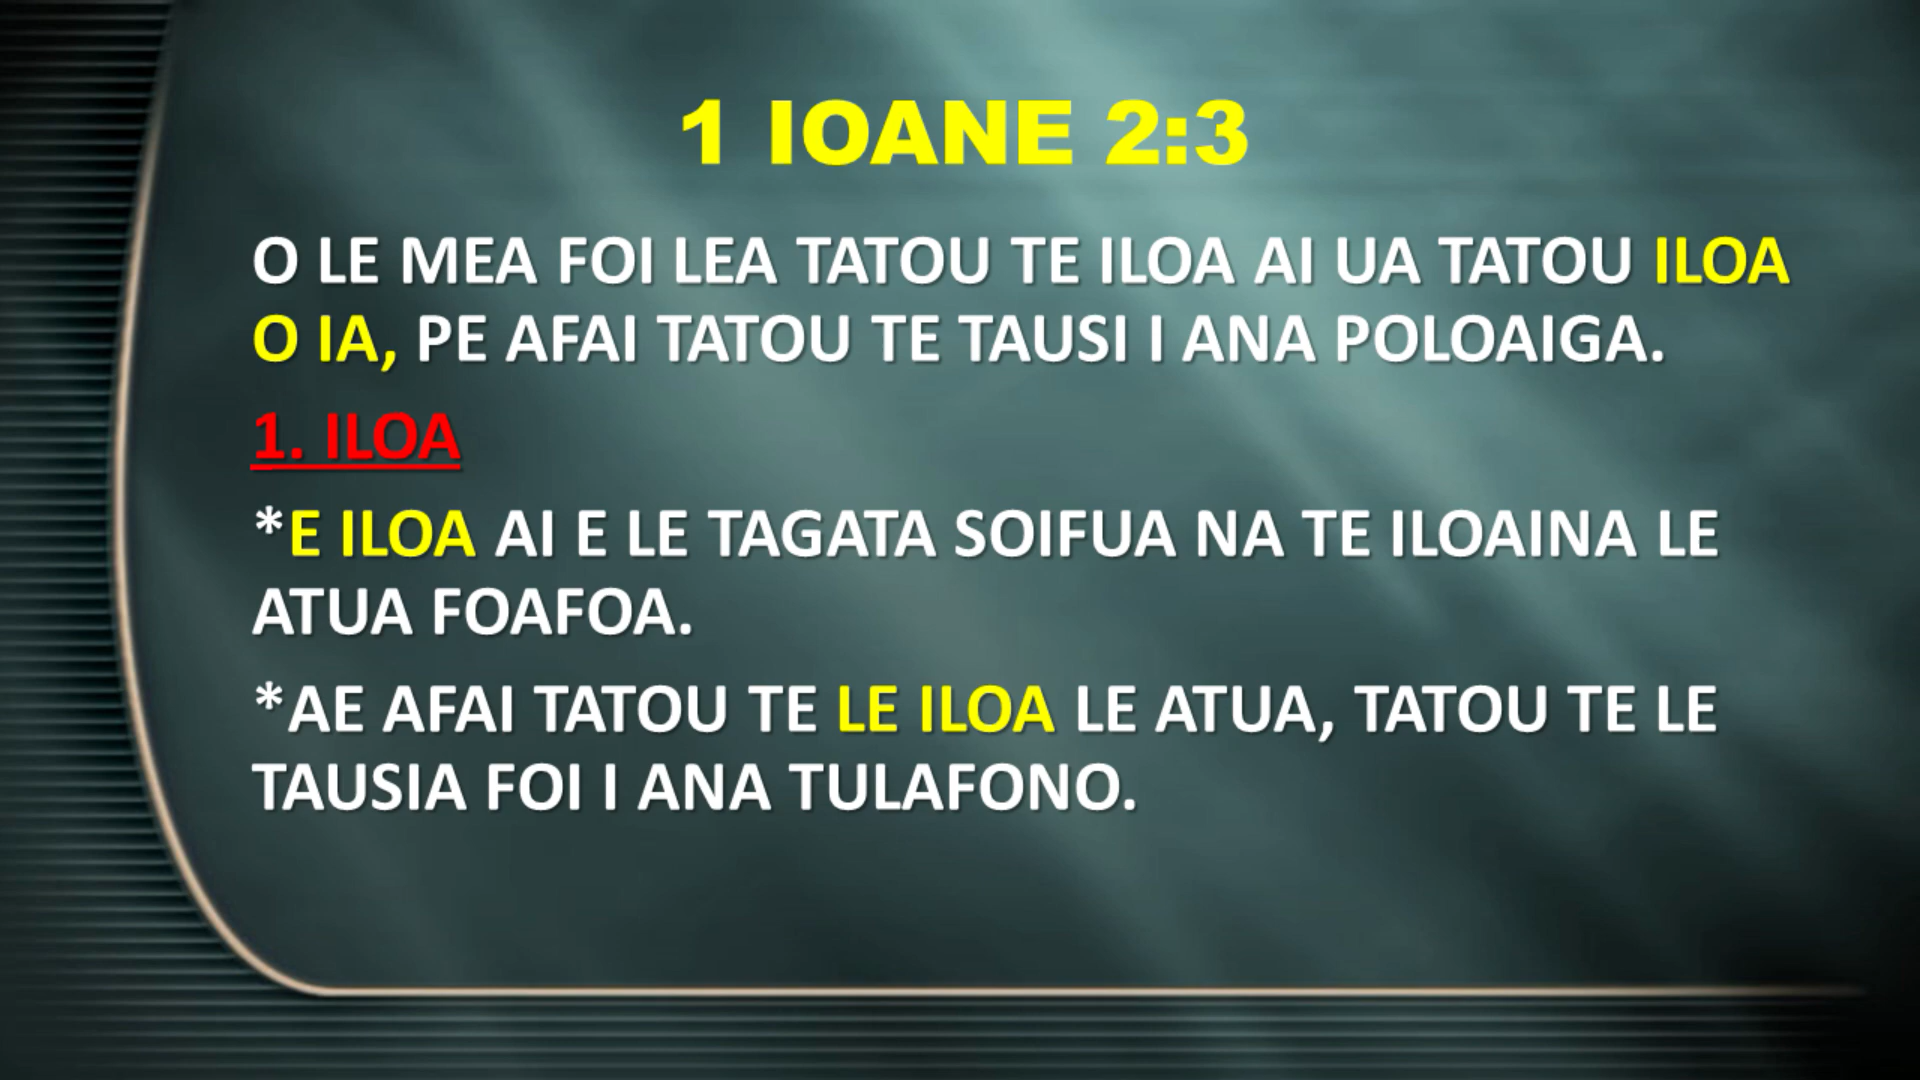 1 IOANE 2:3
O LE MEA FOI LEA TATOU TE ILOA AI UA TATOU ILOA
O IA, PE AFAI TATOU TE TAUSI I ANA POLOAIGA.
1. ILOA
*E ILOA AI E LE TAGATA SOIFUA NA TE ILOAINA LE
ATUA FOAFOA.
*AE AFAI TATOU TE LE ILOA LE ATUA, TATOU TE LE
TAUSIA FOI I ANA TULAFONO.